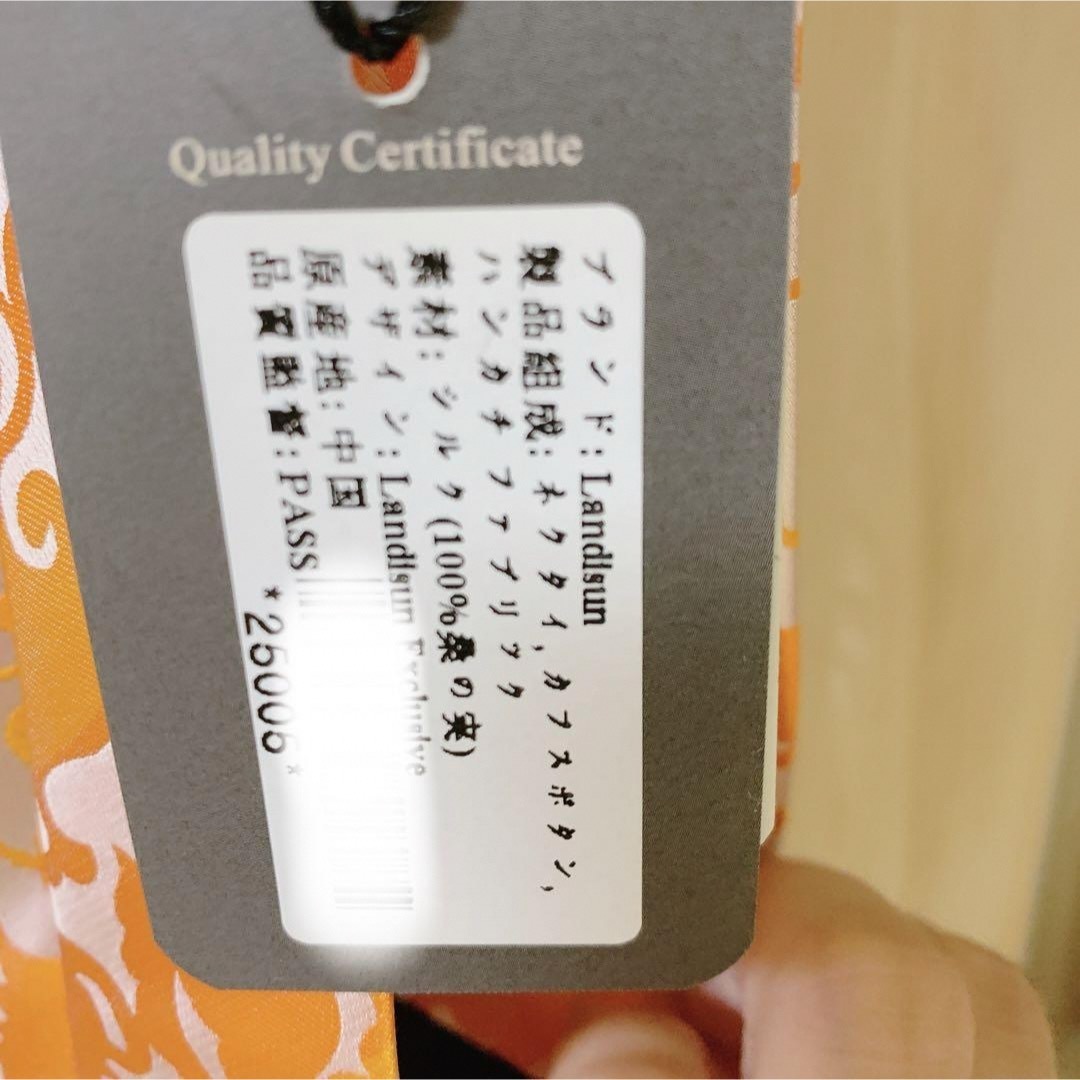 Quality Certificate
ブランド:Landlsun
製品組成:ネクタイ,カフスボタン,
ハンカチファブリック
素材:シルク(100%桑の実)
デザイン:Landlsun Exclusive
原産地:中国
品質監督:PASS
*25006*